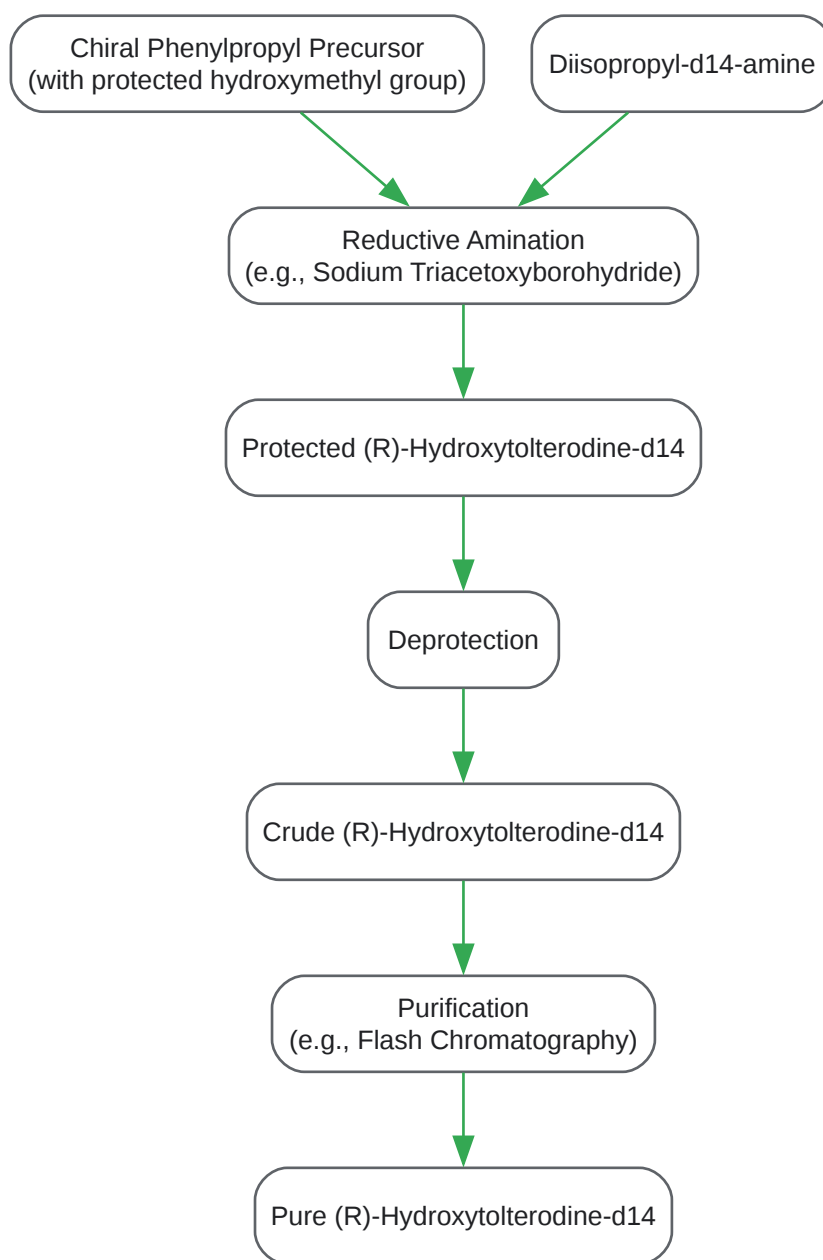 Chiral Phenylpropyl Precursor
(with protected hydroxymethyl group)
Diisopropyl-d14-amine
Reductive Amination
(e.g., Sodium Triacetoxyborohydride)
Protected (R)-Hydroxytolterodine-d14
Deprotection
Crude (R)-Hydroxytolterodine-d14
Purification
(e.g., Flash Chromatography)
Pure (R)-Hydroxytolterodine-d14